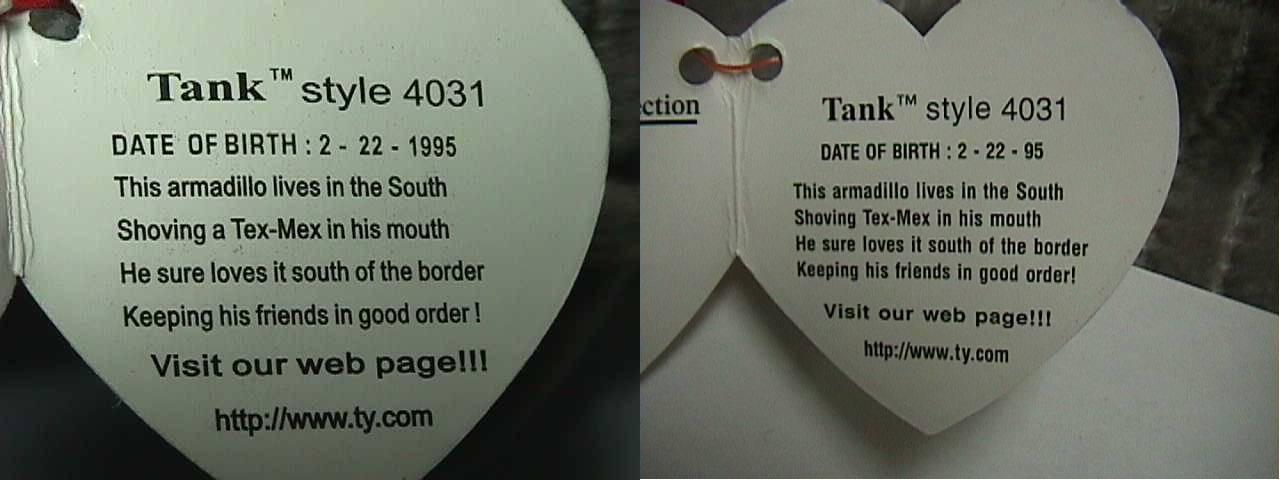 Tank™ style 4031
DATE OF BIRTH : 2 - 22 - 1995
This armadillo lives in the South
Shoving a Tex-Mex in his mouth
He sure loves it south of the border
Keeping his friends in good order !
Visit our web page!!!
http://www.ty.com
ction
Tank™ style 4031
DATE OF BIRTH : 2 - 22 - 95
This armadillo lives in the South
Shoving Tex-Mex in his mouth
He sure loves it south of the border
Keeping his friends in good order!
Visit our web page!!!
http://www.ty.com